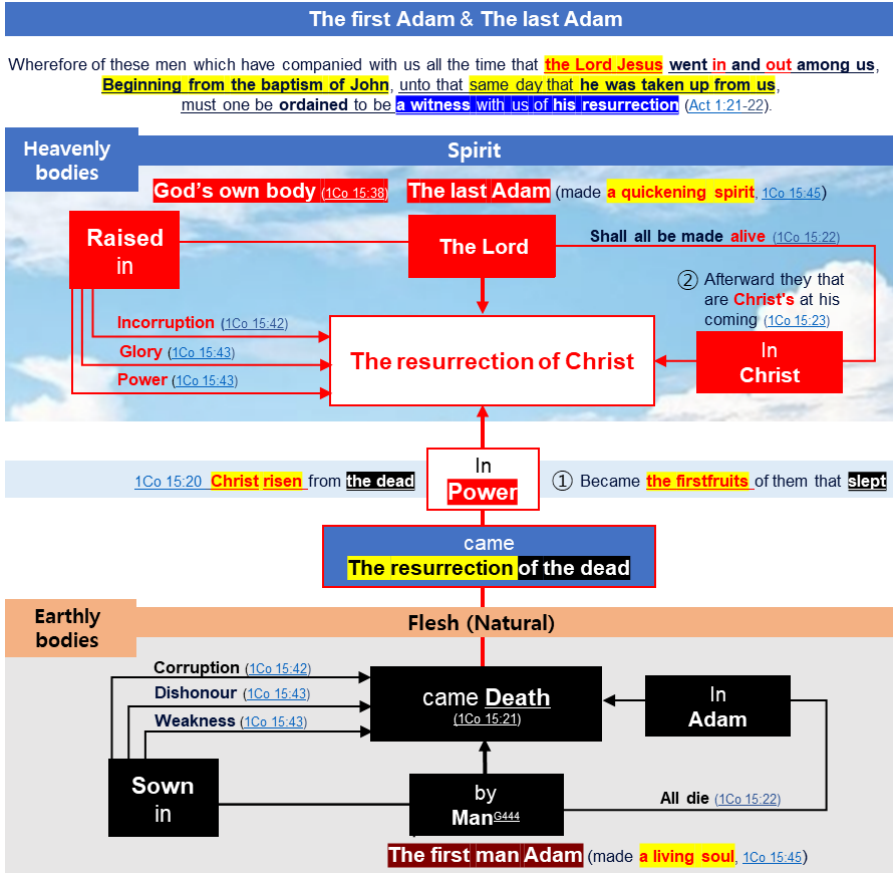 The first Adam & The last Adam
Wherefore of these men which have companied with us all the time that the Lord Jesus went in and out among us,
Beginning from the baptism of John, unto that same day that he was taken up from us,
must one be ordained to be a witness with us of his resurrection (Act 1:21-22).
Heavenly
bodies
Spirit
God's own body (1Co 15:38)
The last Adam (made a quickening spirit, 1Co 15:45)
Raised
in
The Lord
Shall all be made alive (1Co 15:22)
② Afterward they that
are Christ's at his
coming (1Co 15:23)
Incorruption (1Co 15:42)
Glory (1Co 15:43)
Power (1Co 15:43)
The resurrection of Christ
In
Christ
1Co 15:20 Christ risen from the dead
In
Power
① Became the firstfruits of them that slept
came
The resurrection of the dead
Earthly
bodies
Flesh (Natural)
Corruption (1Co 15:42)
Dishonour (1Co 15:43)
Weakness (1Co 15:43)
came Death
(1Co 15:21)
In
Adam
Sown
in
by
Man G444
All die (1Co 15:22)
The first man Adam (made a living soul, 1Co 15:45)